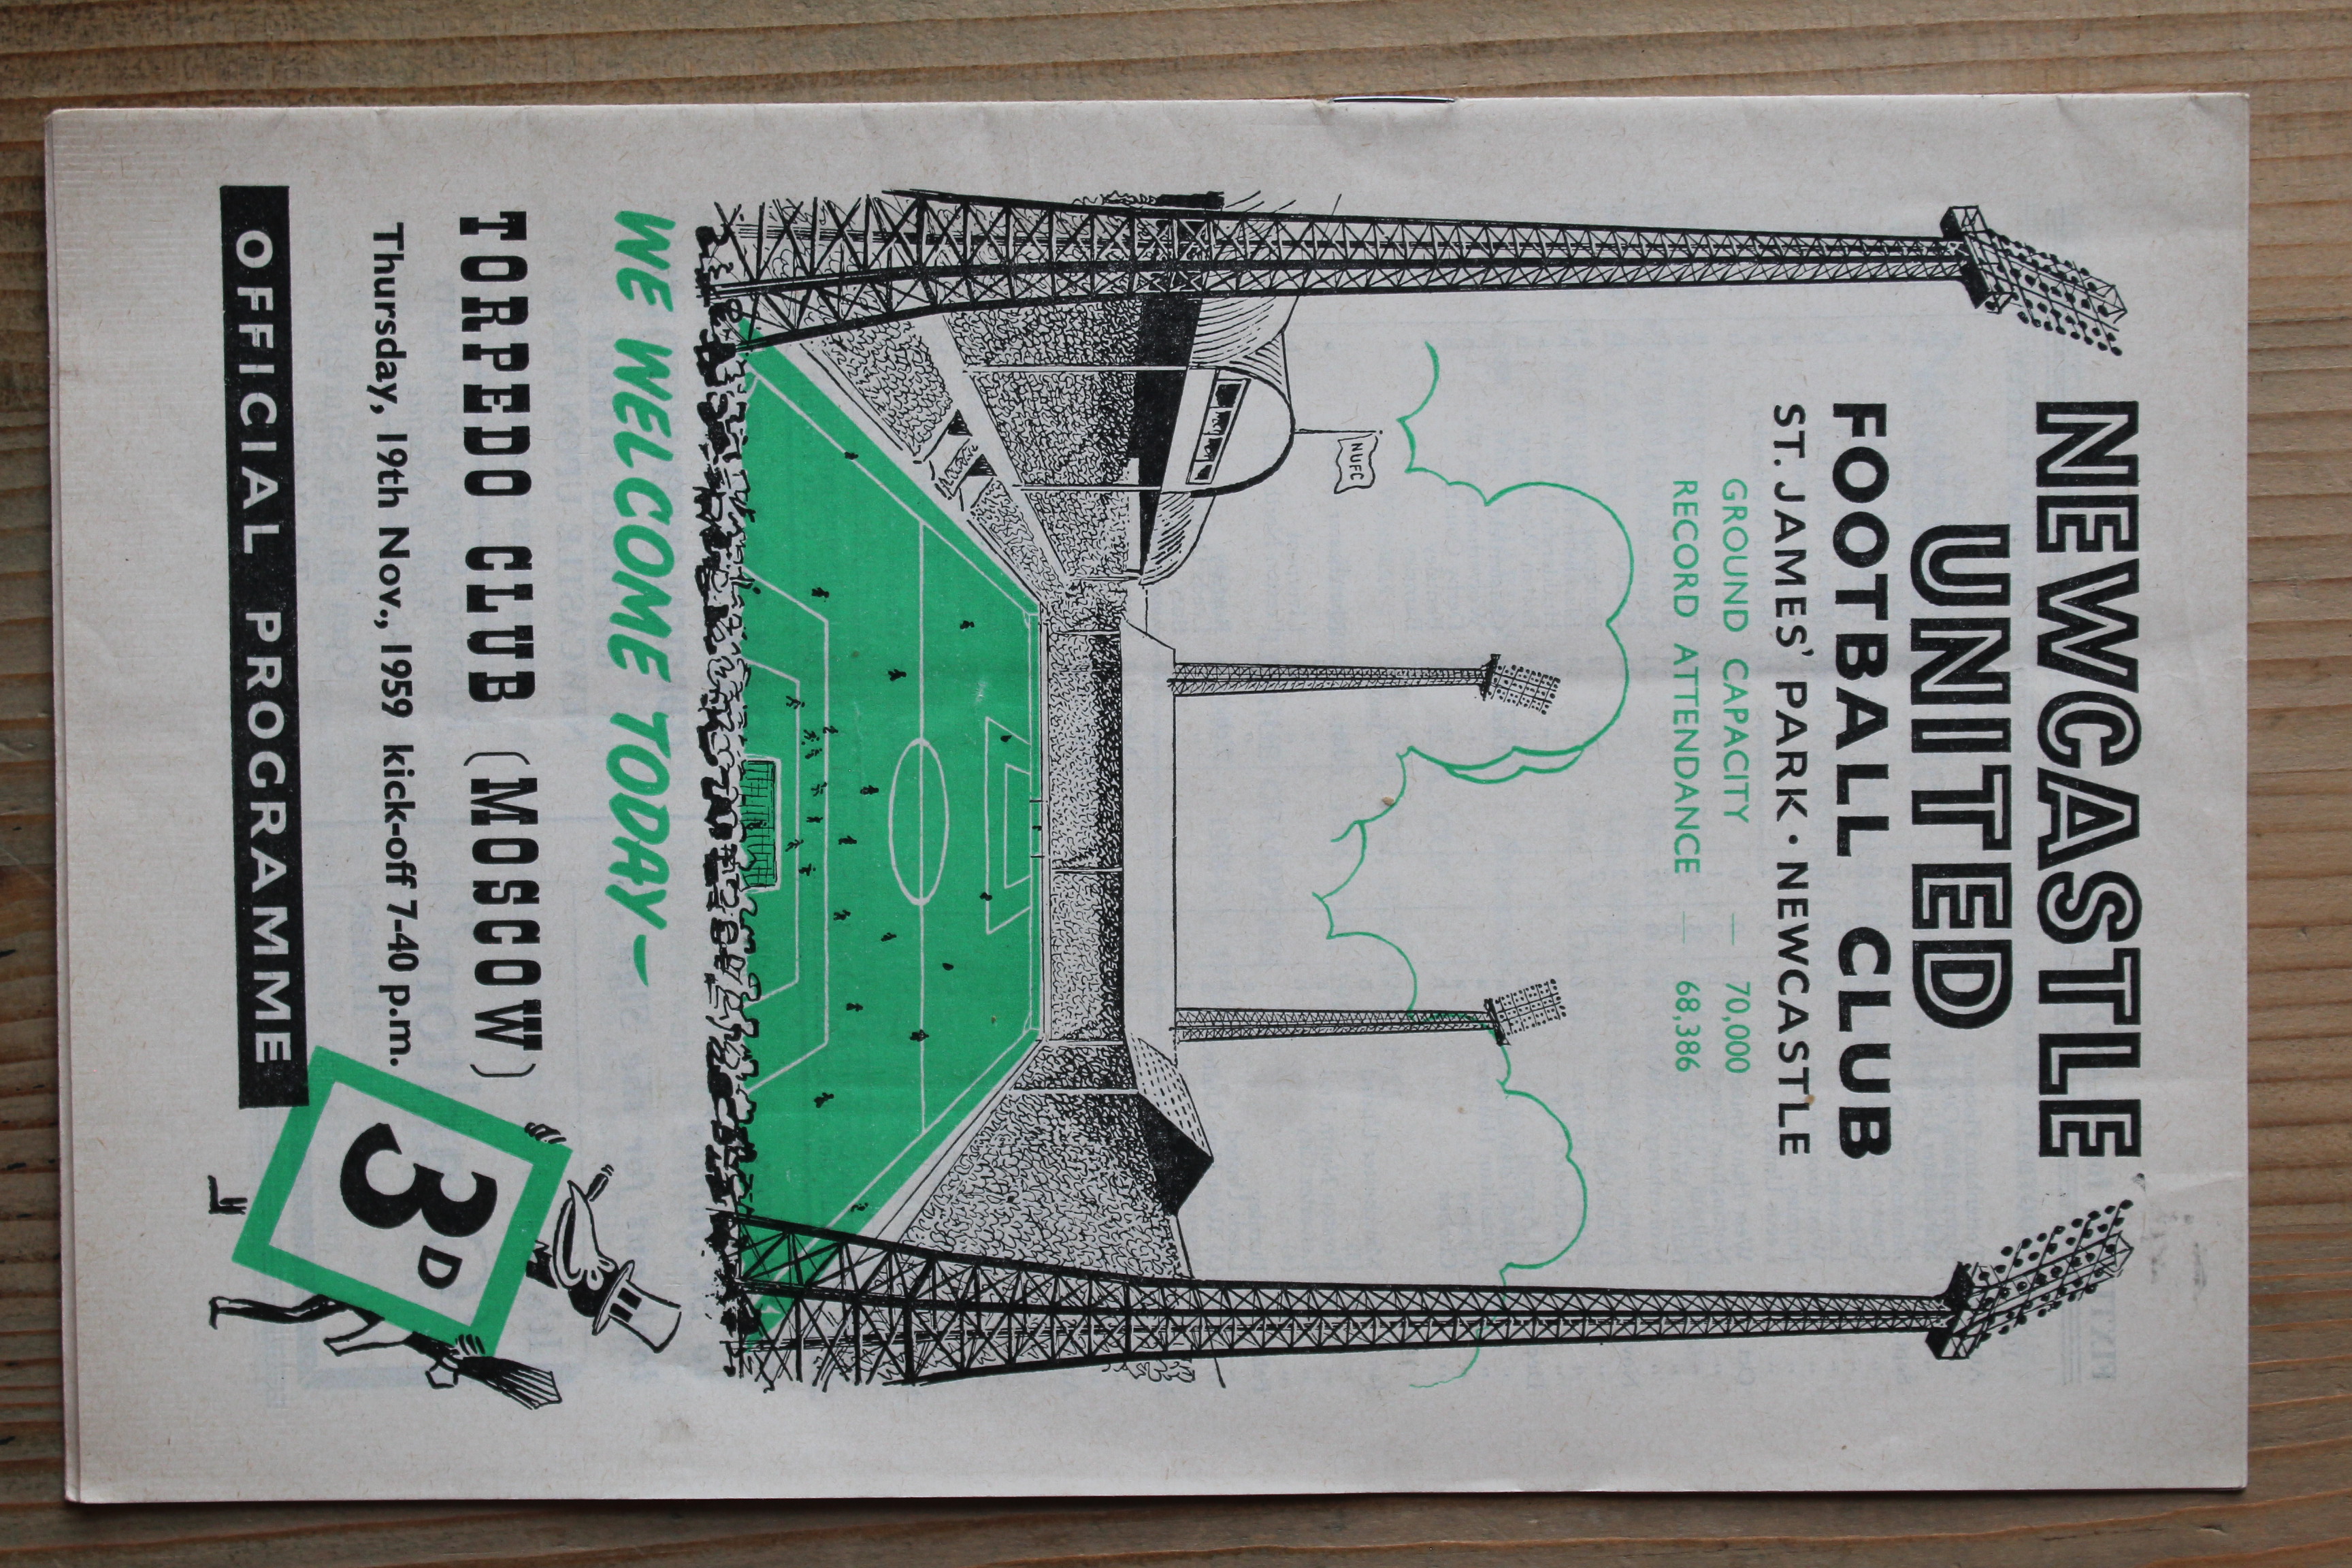 NEWCASTLE
UNITED
FOOTBALL CLUB
ST. JAMES' PARK · NEWCASTLE
GROUND CAPACITY — 70,000
RECORD ATTENDANCE — 68,386
NUFC
WE WELCOME TODAY —
TORPEDO CLUB (MOSCOW)
Thursday, 19th Nov., 1959 kick-off 7-40 p.m.
OFFICIAL PROGRAMME
3D